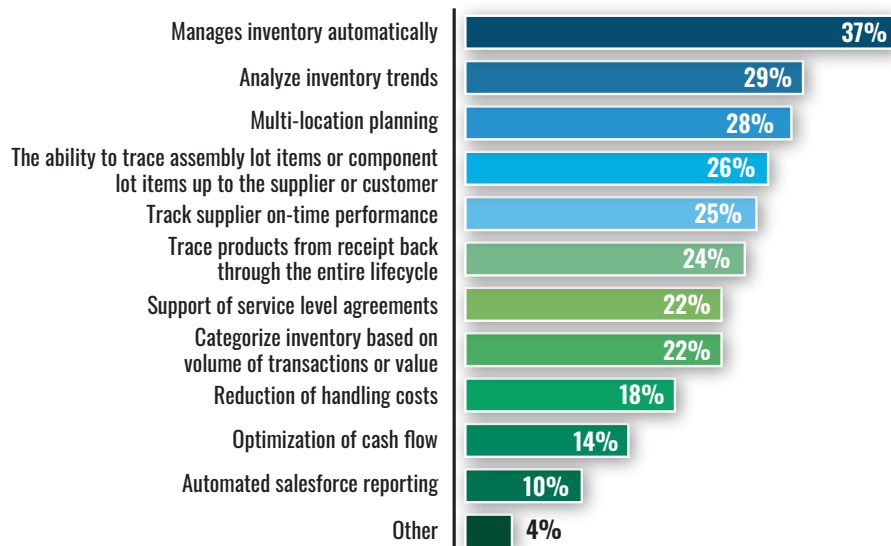 Manages inventory automatically 37%
Analyze inventory trends 29%
Multi-location planning 28%
The ability to trace assembly lot items or component
lot items up to the supplier or customer 26%
Track supplier on-time performance 25%
Trace products from receipt back
through the entire lifecycle 24%
Support of service level agreements 22%
Categorize inventory based on
volume of transactions or value 22%
Reduction of handling costs 18%
Optimization of cash flow 14%
Automated salesforce reporting 10%
Other 4%